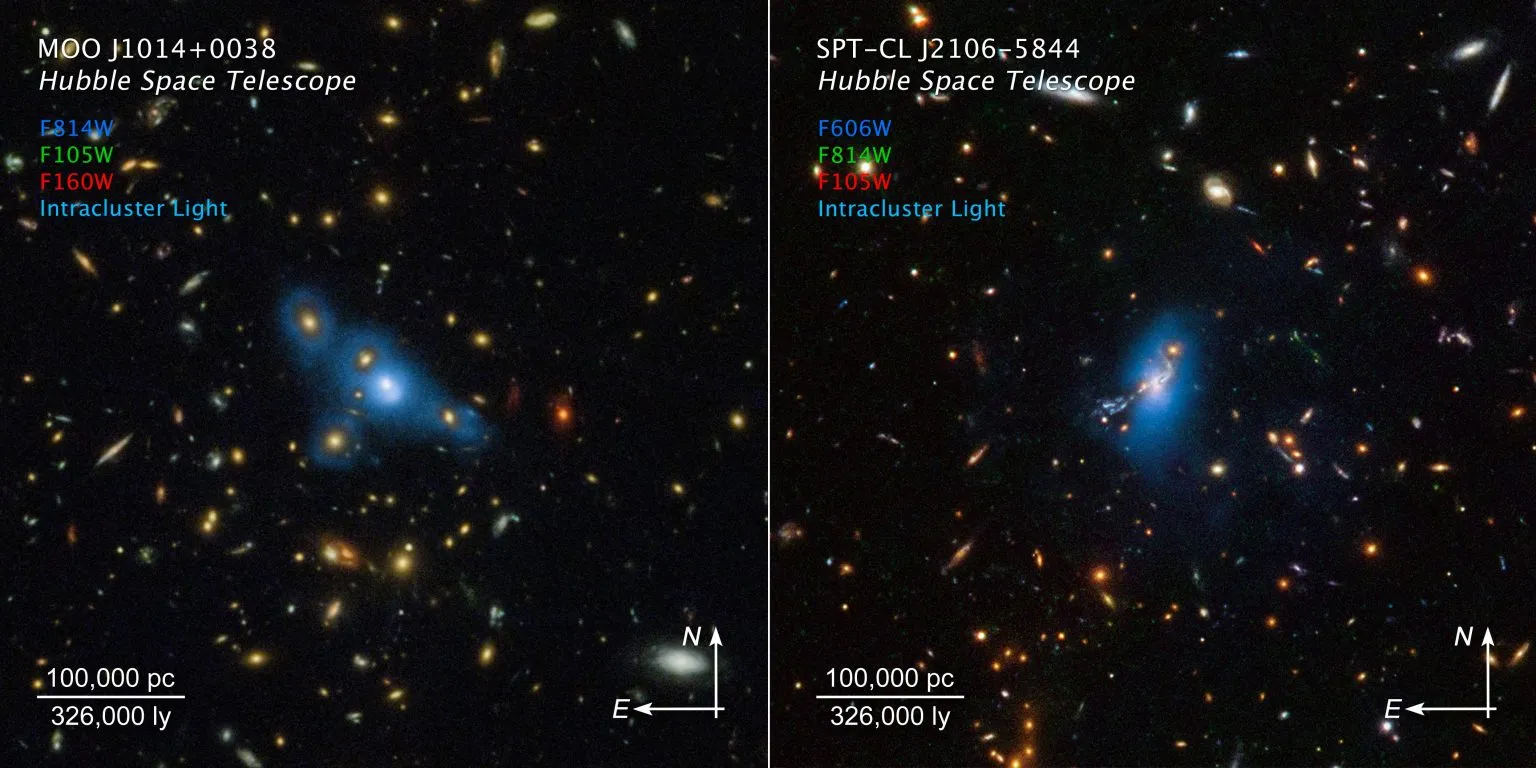 MOO J1014+0038
Hubble Space Telescope
F814W
F105W
F160W
Intracluster Light
100,000 pc
326,000 ly
N
E
SPT-CL J2106-5844
Hubble Space Telescope
F606W
F814W
F105W
Intracluster Light
100,000 pc
326,000 ly
N
E